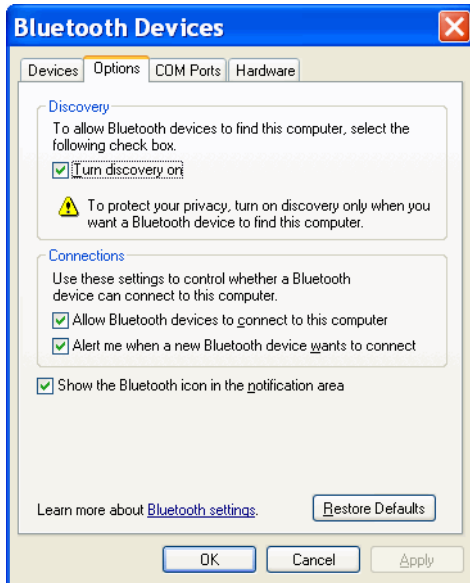 Bluetooth Devices
Devices Options COM Ports Hardware
Discovery
To allow Bluetooth devices to find this computer, select the
following check box.
Turn discovery on
To protect your privacy, turn on discovery only when you
want a Bluetooth device to find this computer.
Connections
Use these settings to control whether a Bluetooth
device can connect to this computer.
Allow Bluetooth devices to connect to this computer
Alert me when a new Bluetooth device wants to connect
Show the Bluetooth icon in the notification area
Learn more about Bluetooth settings. Restore Defaults
OK Cancel Apply